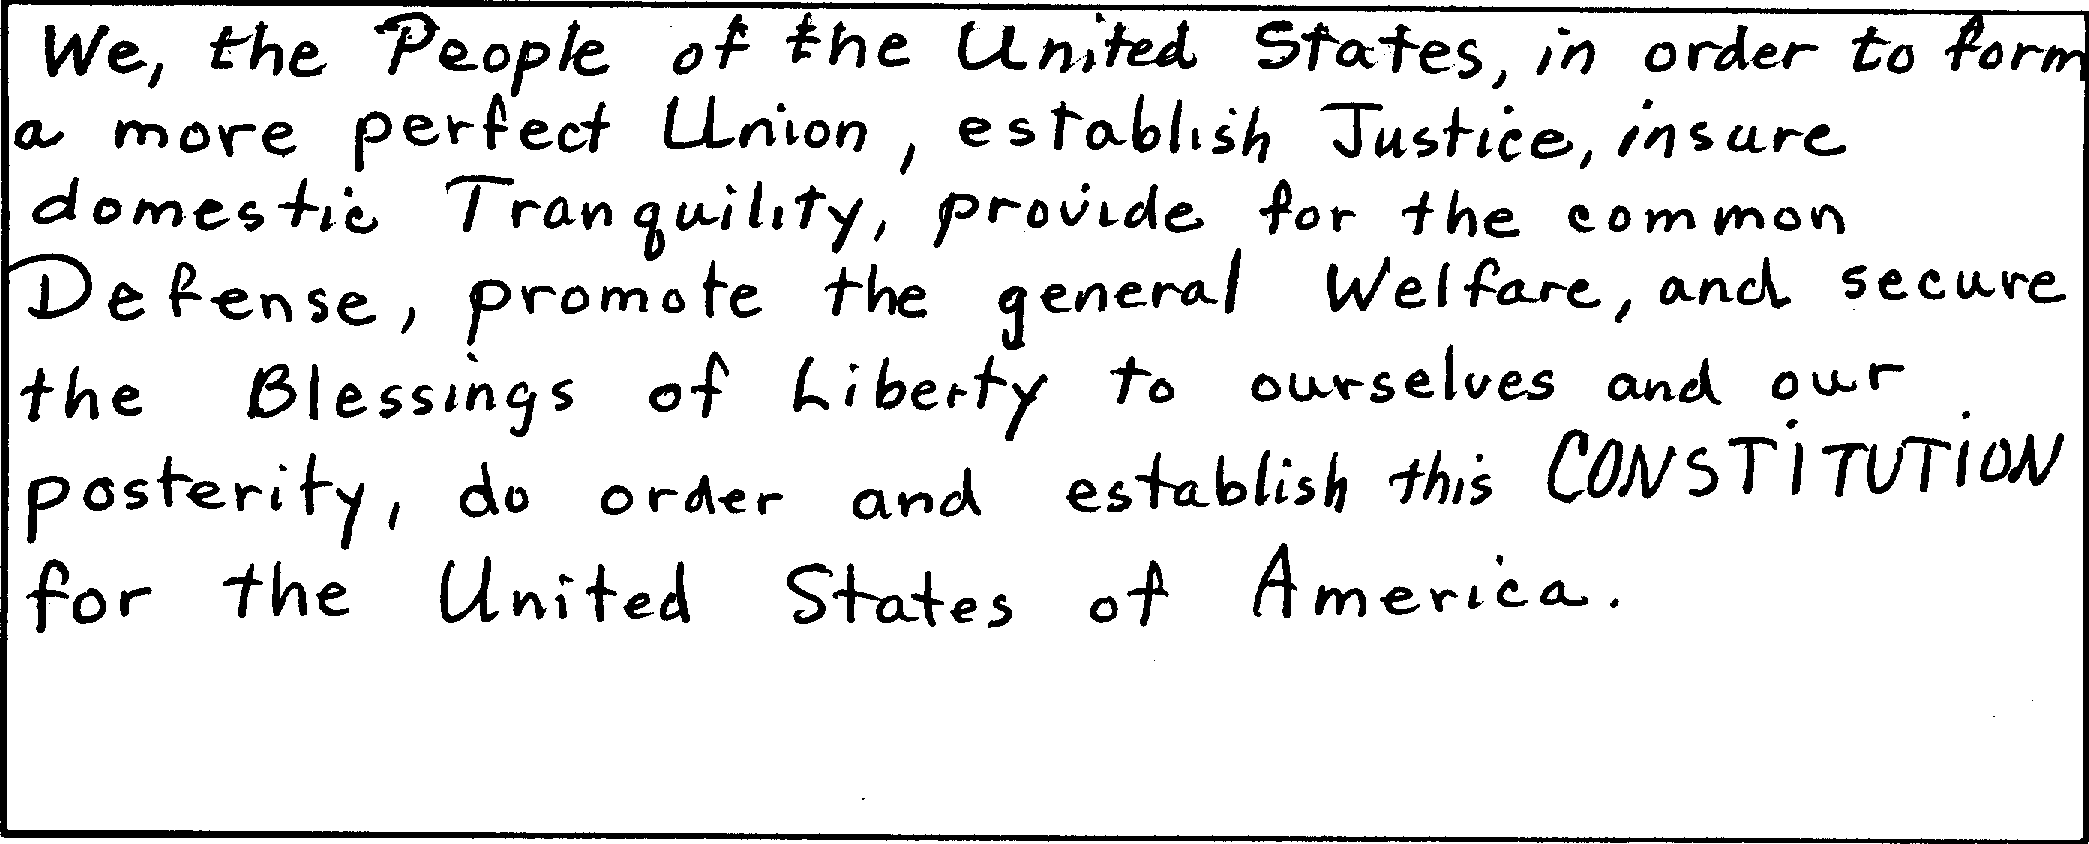 We, the People of the United States, in order to form
a more perfect Union, establish Justice, insure
domestic Tranquility, provide for the common
Defense, promote the general Welfare, and secure
the Blessings of Liberty to ourselves and our
posterity, do order and establish this CONSTITUTION
for the United States of America.